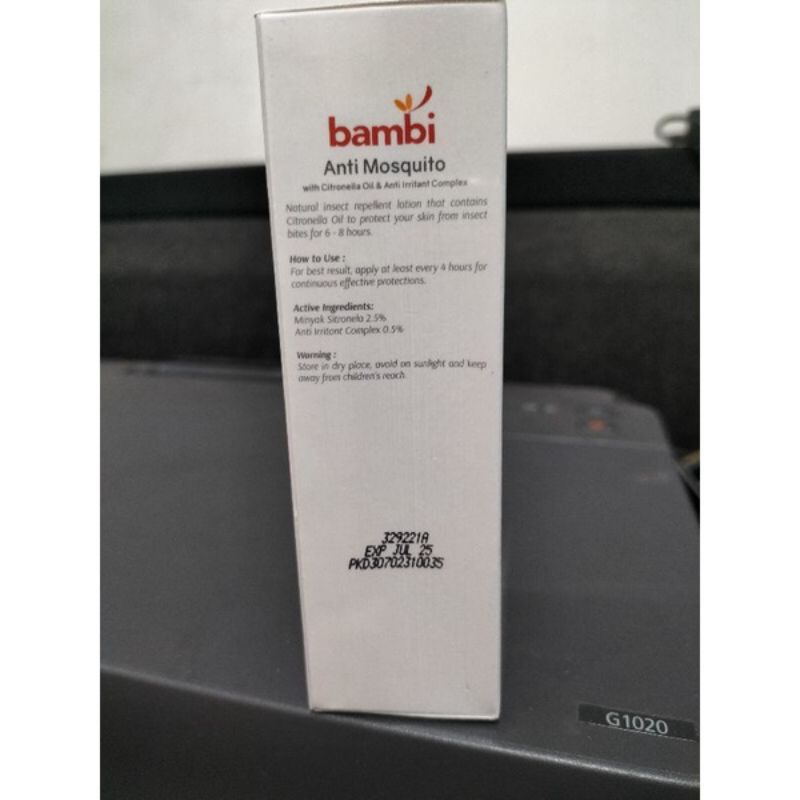 bambi
Anti Mosquito
with Citronella Oil & Anti Irritant Complex
Natural insect repellent lotion that contains
Citronella Oil to protect your skin from insect
bites for 6 - 8 hours.
How to Use :
For best result, apply at least every 4 hours for
continuous effective protections.
Active Ingredients:
Minyak Sitronela 2.5%
Anti Irritant Complex 0.5%
Warning :
Store in dry place, avoid on sunlight and keep
away from children's reach.
329221A
EXP JUL 25
PKD30702310035
G1020